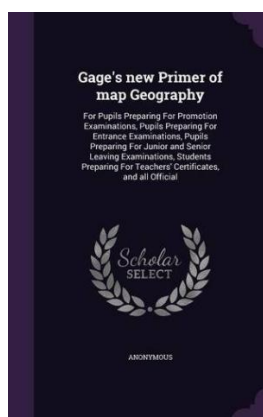 Gage's new Primer of
map Geography
For Pupils Preparing For Promotion
Examinations, Pupils Preparing For
Entrance Examinations, Pupils
Preparing For Junior and Senior
Leaving Examinations, Students
Preparing For Teachers' Certificates,
and all Official
Scholar
SELECT
ANONYMOUS